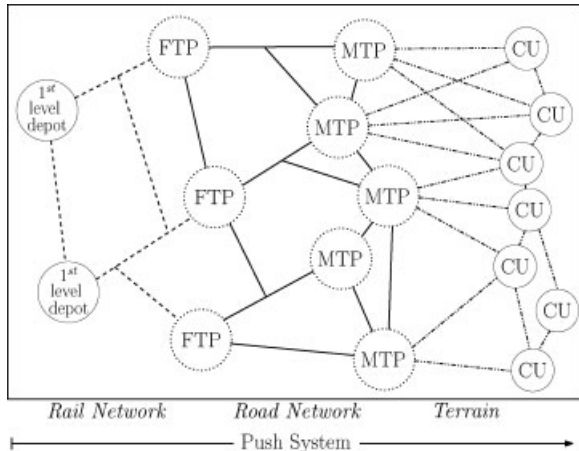 FTP
MTP
CU
1st
level
depot
CU
MTP
CU
FTP
MTP
CU
MTP
CU
1st
level
depot
CU
FTP
MTP
CU
Rail Network Road Network Terrain
Push System